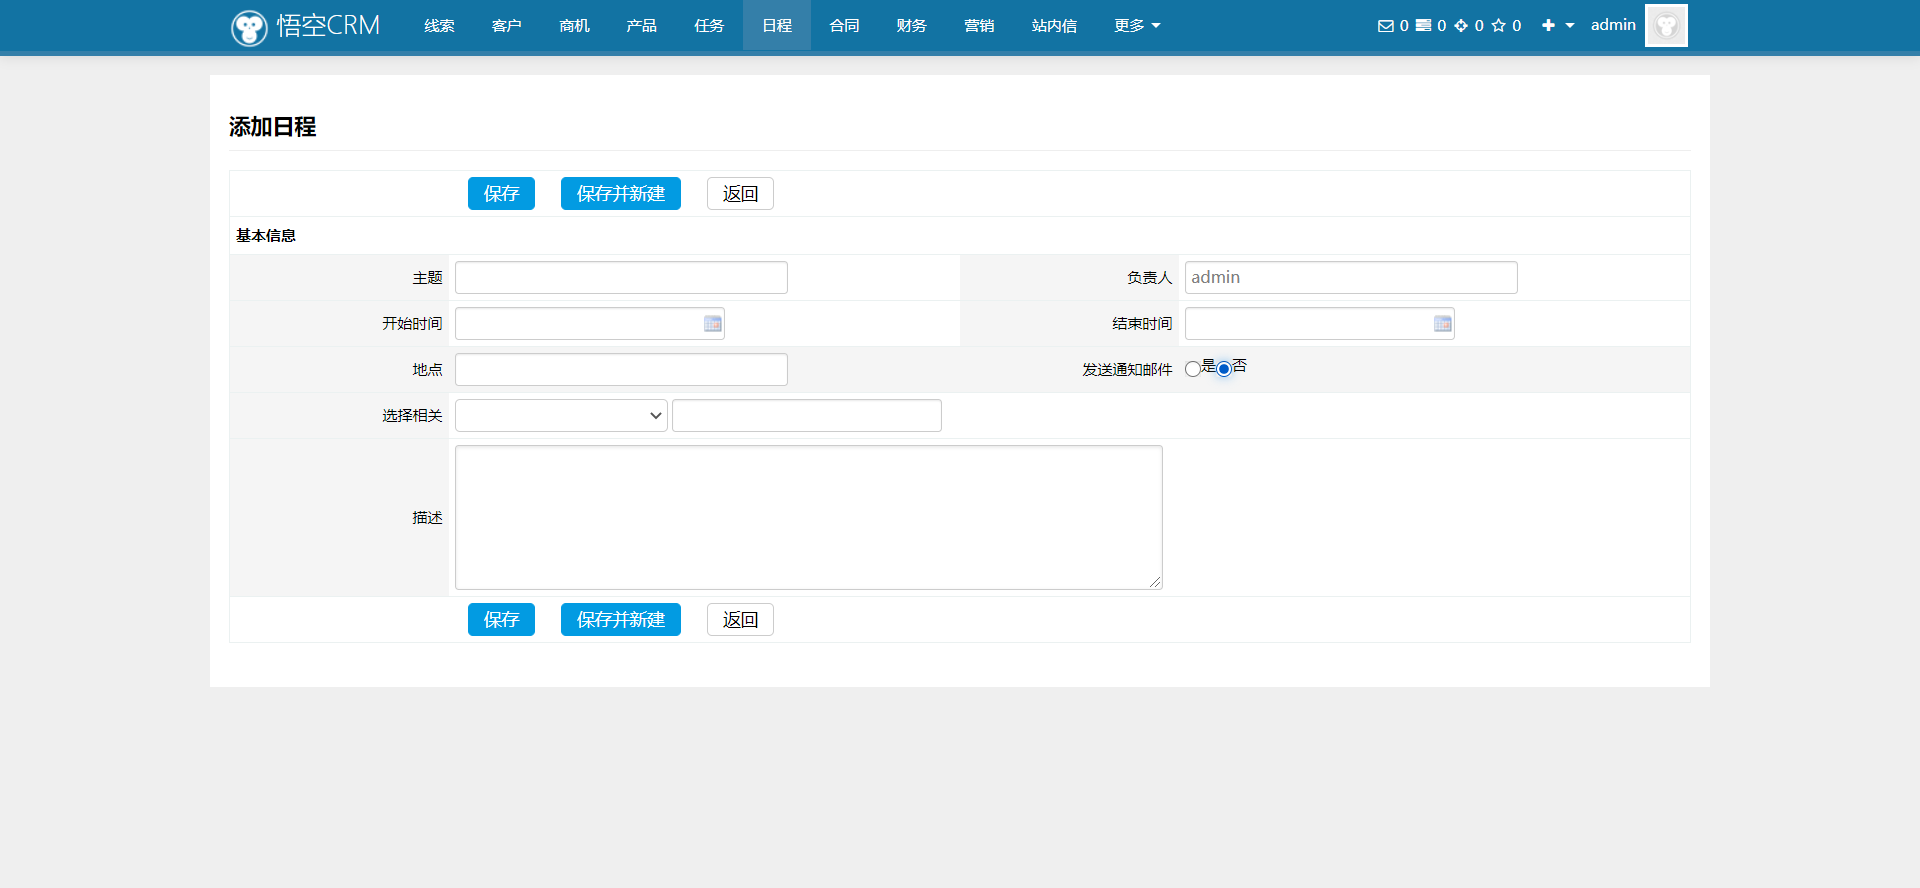 悟空CRM 线索 客户 商机 产品 任务 日程 合同 财务 营销 站内信 更多 0 0 0 0 admin
添加日程
保存 保存并新建 返回
基本信息
主题 负责人 admin
开始时间 结束时间
地点 发送通知邮件 是 否
选择相关
描述
保存 保存并新建 返回